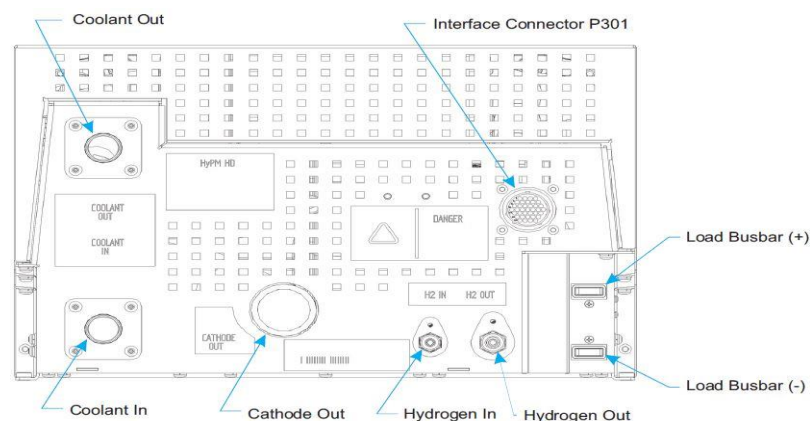 Coolant Out
Interface Connector P301
HyPM HD
COOLANT
OUT
COOLANT
IN
DANGER
Load Busbar (+)
H2 IN H2 OUT
CATHODE
OUT
Load Busbar (-)
Coolant In
Cathode Out
Hydrogen In
Hydrogen Out